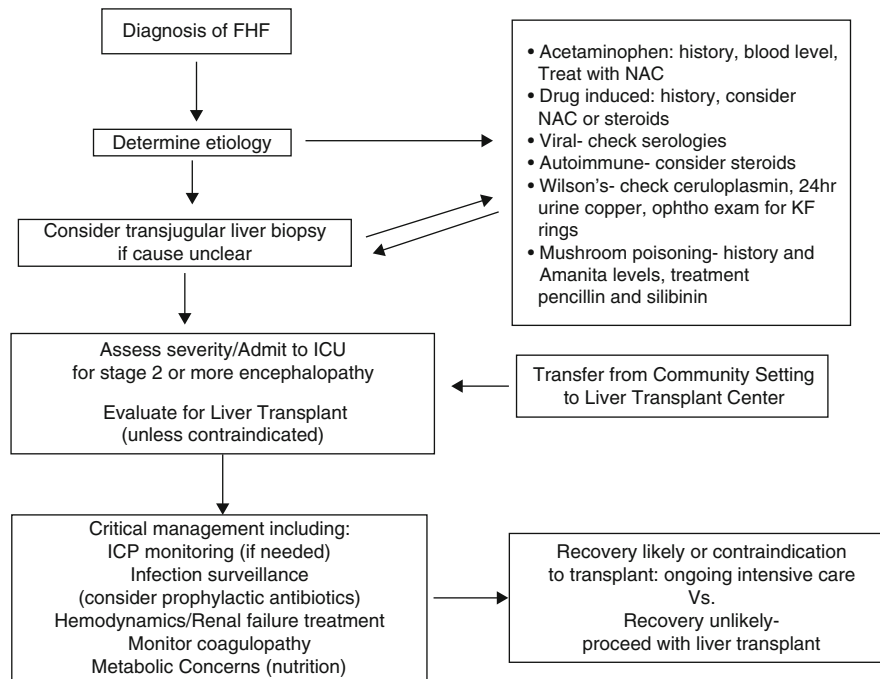 Diagnosis of FHF
Determine etiology
• Acetaminophen: history, blood level,
Treat with NAC
• Drug induced: history, consider
NAC or steroids
• Viral- check serologies
• Autoimmune- consider steroids
• Wilson's- check ceruloplasmin, 24hr
urine copper, ophtho exam for KF
rings
• Mushroom poisoning- history and
Amanita levels, treatment
pencillin and silibinin
Consider transjugular liver biopsy
if cause unclear
Assess severity/Admit to ICU
for stage 2 or more encephalopathy
Evaluate for Liver Transplant
(unless contraindicated)
Transfer from Community Setting
to Liver Transplant Center
Critical management including:
ICP monitoring (if needed)
Infection surveillance
(consider prophylactic antibiotics)
Hemodynamics/Renal failure treatment
Monitor coagulopathy
Metabolic Concerns (nutrition)
Recovery likely or contraindication
to transplant: ongoing intensive care
Vs.
Recovery unlikely-
proceed with liver transplant